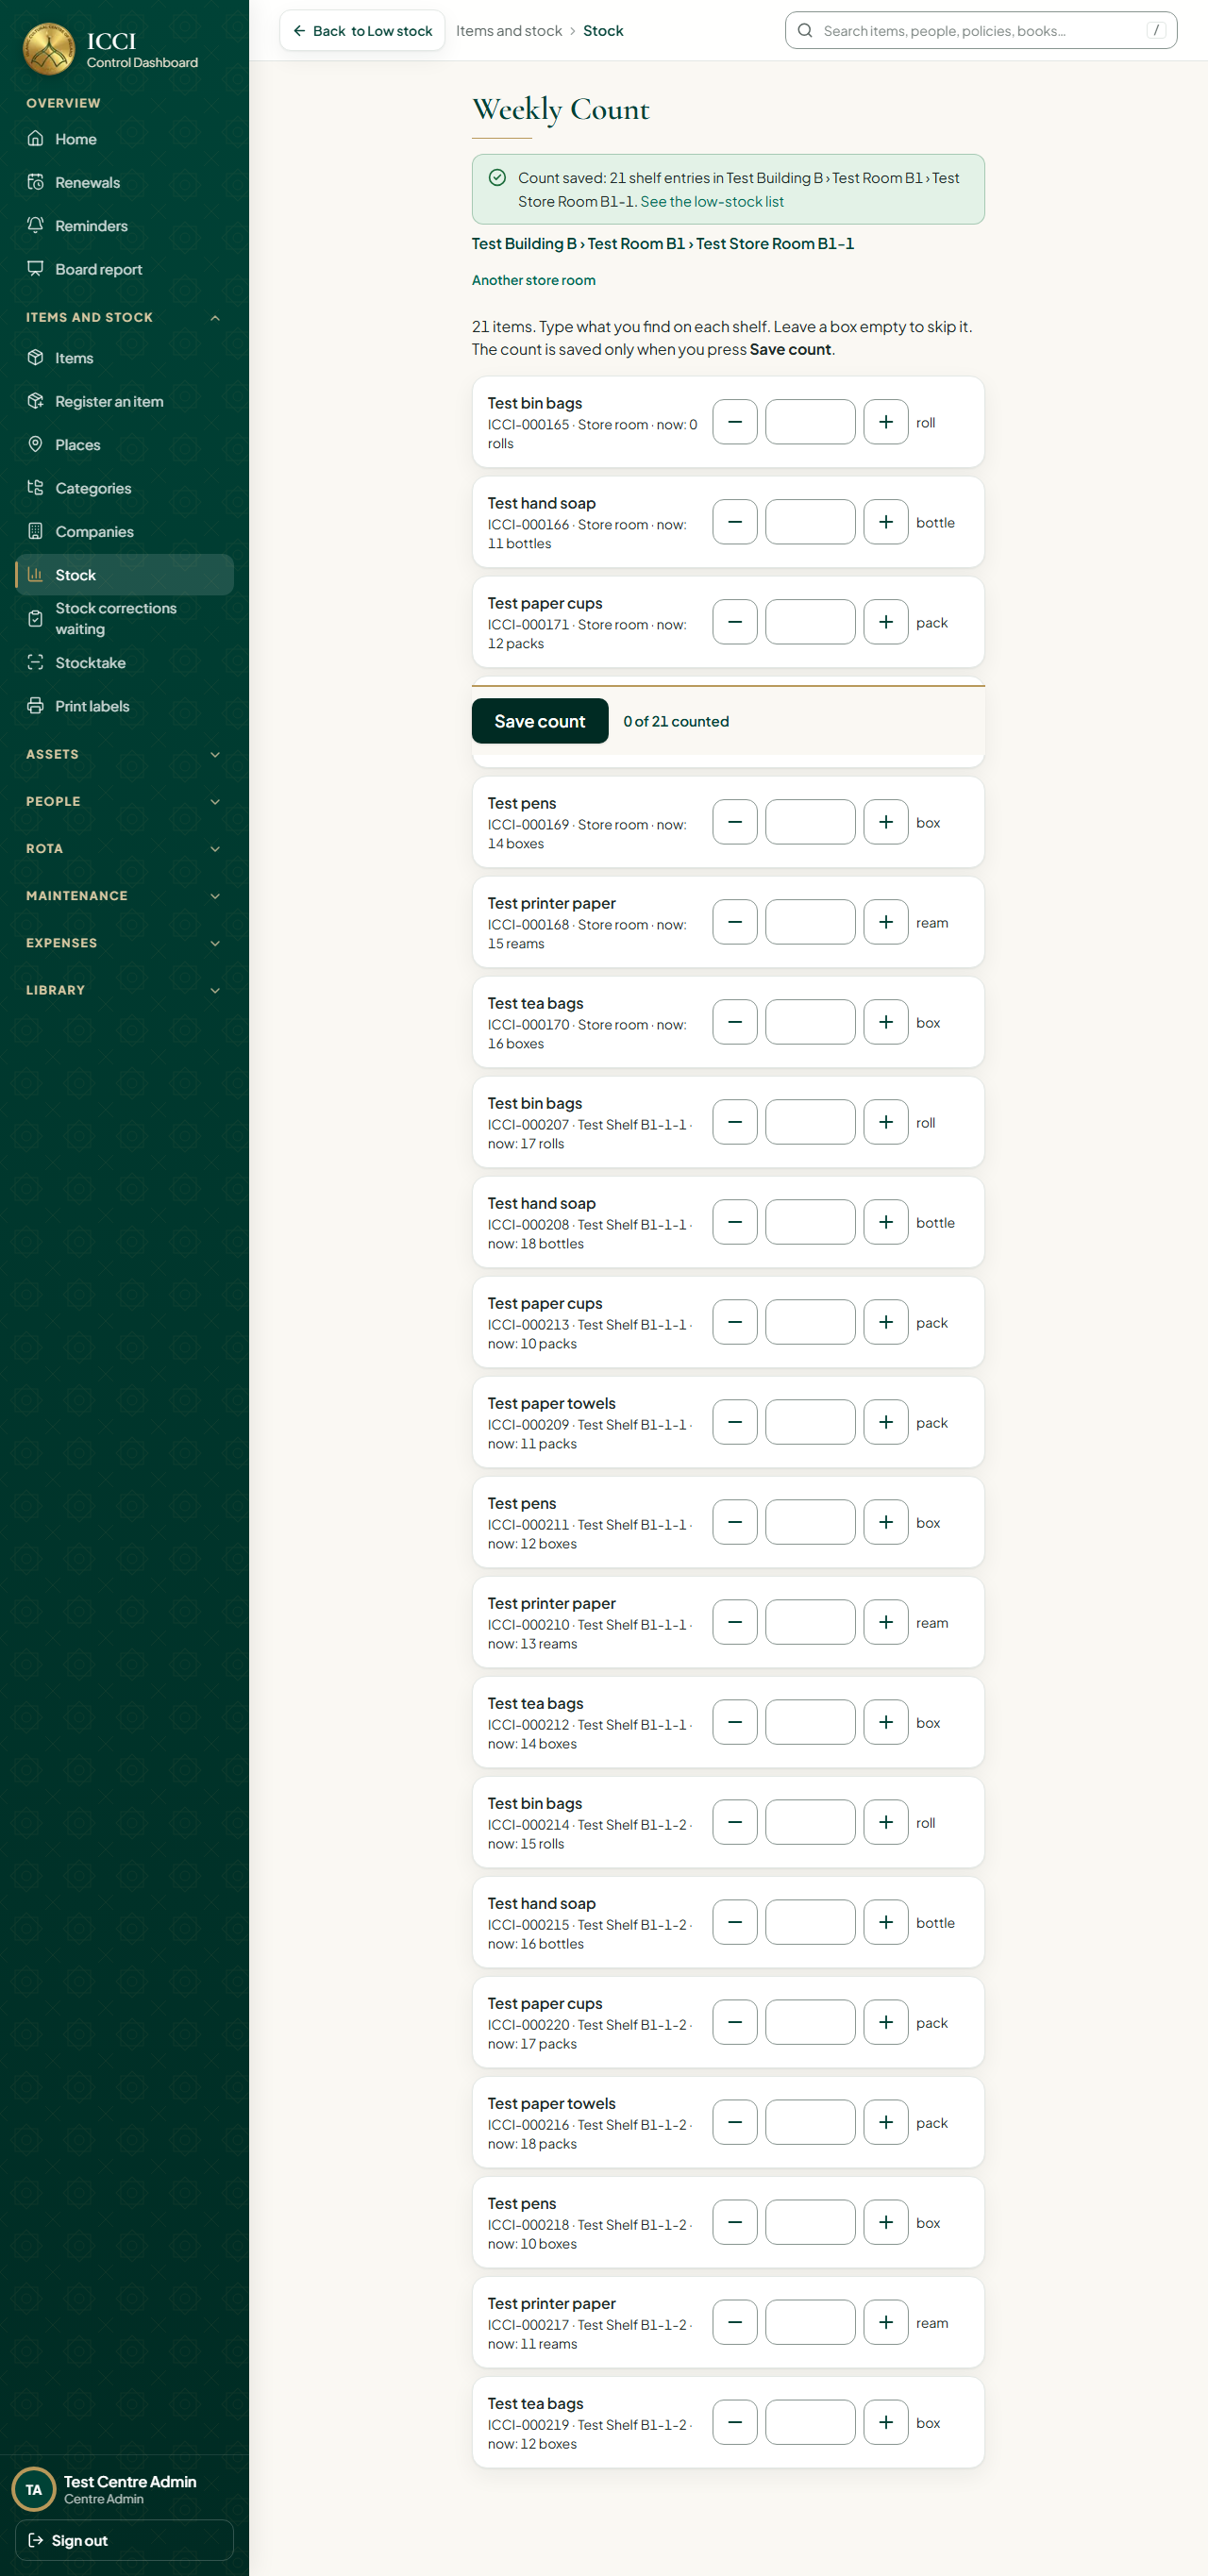 ICCI
Control Dashboard
OVERVIEW
Home
Renewals
Reminders
Board report
ITEMS AND STOCK
Items
Register an item
Places
Categories
Companies
Stock
Stock corrections
waiting
Stocktake
Print labels
ASSETS
PEOPLE
ROTA
MAINTENANCE
EXPENSES
LIBRARY
TA
Test Centre Admin
Centre Admin
Sign out
Back to Low stock
Items and stock › Stock
Search items, people, policies, books...
/
Weekly Count
Count saved: 21 shelf entries in Test Building B › Test Room B1 › Test
Store Room B1-1. See the low-stock list
Test Building B › Test Room B1 › Test Store Room B1-1
Another store room
21 items. Type what you find on each shelf. Leave a box empty to skip it.
The count is saved only when you press Save count.
Test bin bags
ICCI-000165 · Store room · now: 0
rolls
roll
Test hand soap
ICCI-000166 · Store room · now:
11 bottles
bottle
Test paper cups
ICCI-000171 · Store room · now:
12 packs
pack
Save count
0 of 21 counted
Test pens
ICCI-000169 · Store room · now:
14 boxes
box
Test printer paper
ICCI-000168 · Store room · now:
15 reams
ream
Test tea bags
ICCI-000170 · Store room · now:
16 boxes
box
Test bin bags
ICCI-000207 · Test Shelf B1-1-1 ·
now: 17 rolls
roll
Test hand soap
ICCI-000208 · Test Shelf B1-1-1 ·
now: 18 bottles
bottle
Test paper cups
ICCI-000213 · Test Shelf B1-1-1 ·
now: 10 packs
pack
Test paper towels
ICCI-000209 · Test Shelf B1-1-1 ·
now: 11 packs
pack
Test pens
ICCI-000211 · Test Shelf B1-1-1 ·
now: 12 boxes
box
Test printer paper
ICCI-000210 · Test Shelf B1-1-1 ·
now: 13 reams
ream
Test tea bags
ICCI-000212 · Test Shelf B1-1-1 ·
now: 14 boxes
box
Test bin bags
ICCI-000214 · Test Shelf B1-1-2 ·
now: 15 rolls
roll
Test hand soap
ICCI-000215 · Test Shelf B1-1-2 ·
now: 16 bottles
bottle
Test paper cups
ICCI-000220 · Test Shelf B1-1-2 ·
now: 17 packs
pack
Test paper towels
ICCI-000216 · Test Shelf B1-1-2 ·
now: 18 packs
pack
Test pens
ICCI-000218 · Test Shelf B1-1-2 ·
now: 10 boxes
box
Test printer paper
ICCI-000217 · Test Shelf B1-1-2 ·
now: 11 reams
ream
Test tea bags
ICCI-000219 · Test Shelf B1-1-2 ·
now: 12 boxes
box